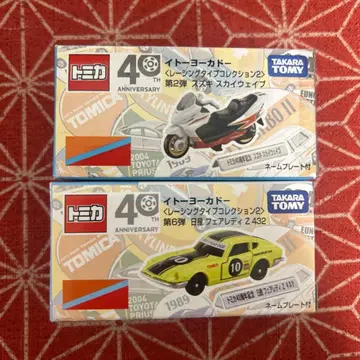 トミカ
40
ANNIVERSARY
イトーヨーカドー
<レーシングタイプコレクション2>
第2弾 スズキ スカイウェイブ
TAKARA
TOMY
TOMICA
2004
TOYOTA
PRIUS
1989
ネームプレート付
トミカ
40
ANNIVERSARY
イトーヨーカドー
<レーシングタイプコレクション2>
第6弾 日産 フェアレディ Z 432
TAKARA
TOMY
10
2004
TOYOTA
PRIUS
1989
ネームプレート付